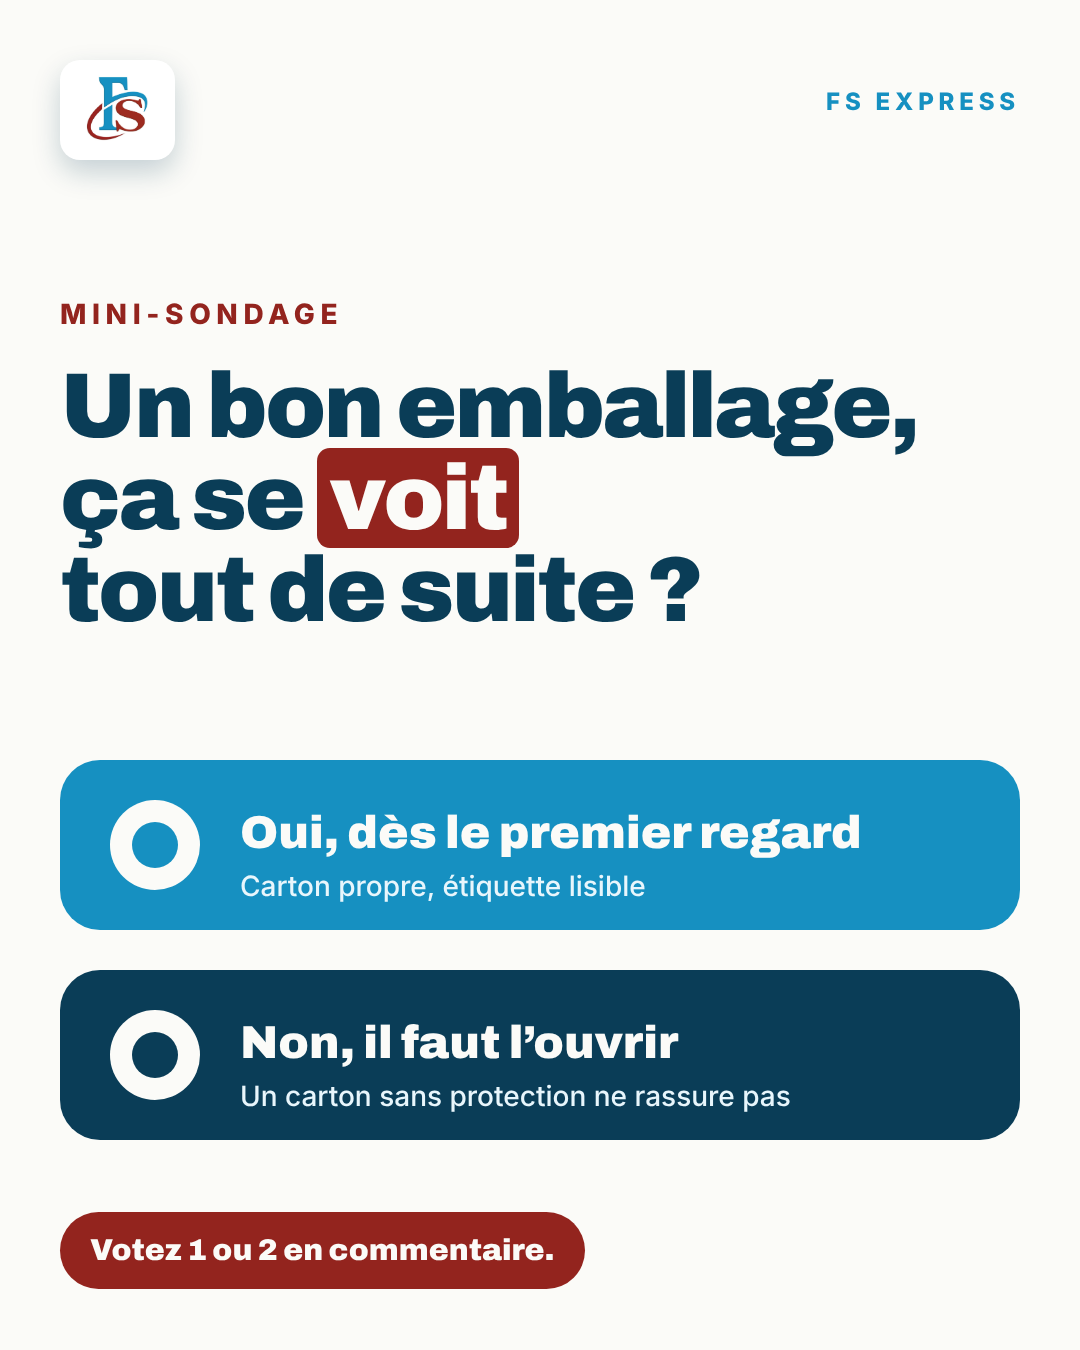 FS
FS EXPRESS
MINI-SONDAGE
Un bon emballage,
ça se voit
tout de suite ?
Oui, dès le premier regard
Carton propre, étiquette lisible
Non, il faut l’ouvrir
Un carton sans protection ne rassure pas
Votez 1 ou 2 en commentaire.